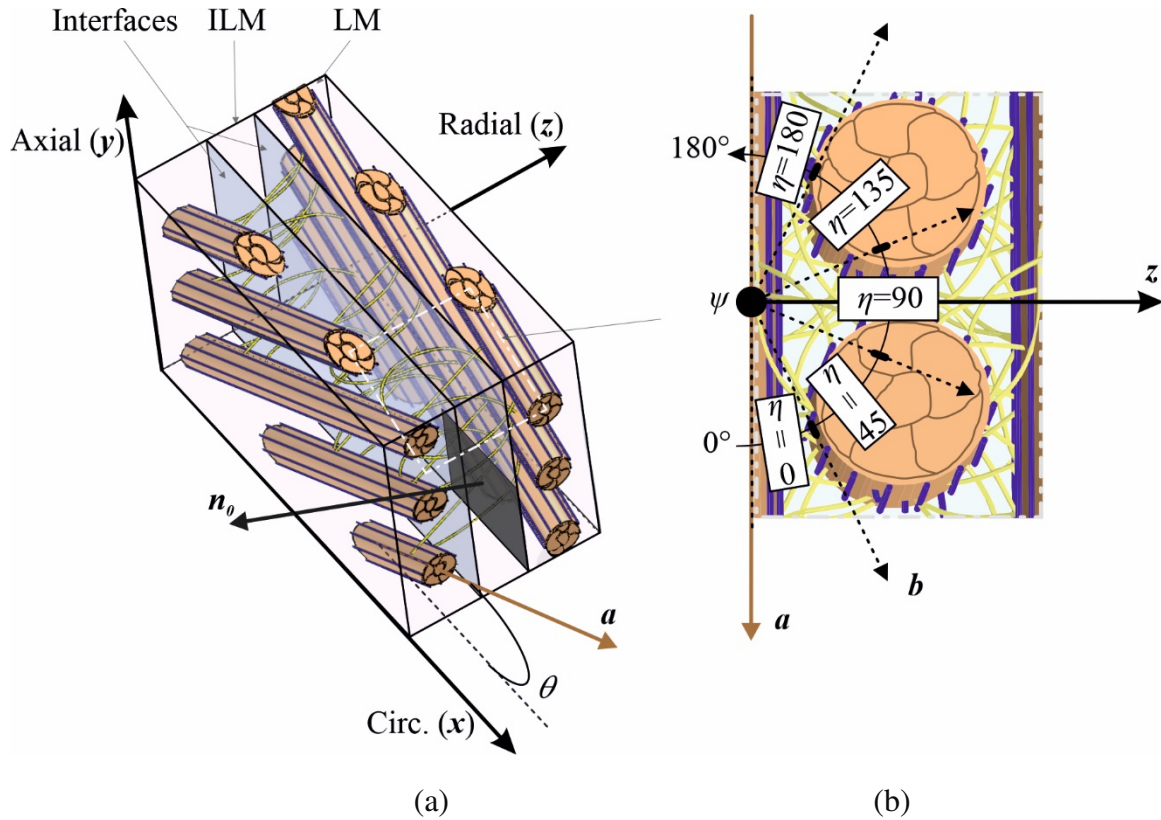 Interfaces ILM LM
Axial (y)
Radial (z)
n₀
a
θ
Circ. (x)
(a)
180°
η=180
η=135
ψ
η=90
z
η=45
0°
η=0
b
a
(b)